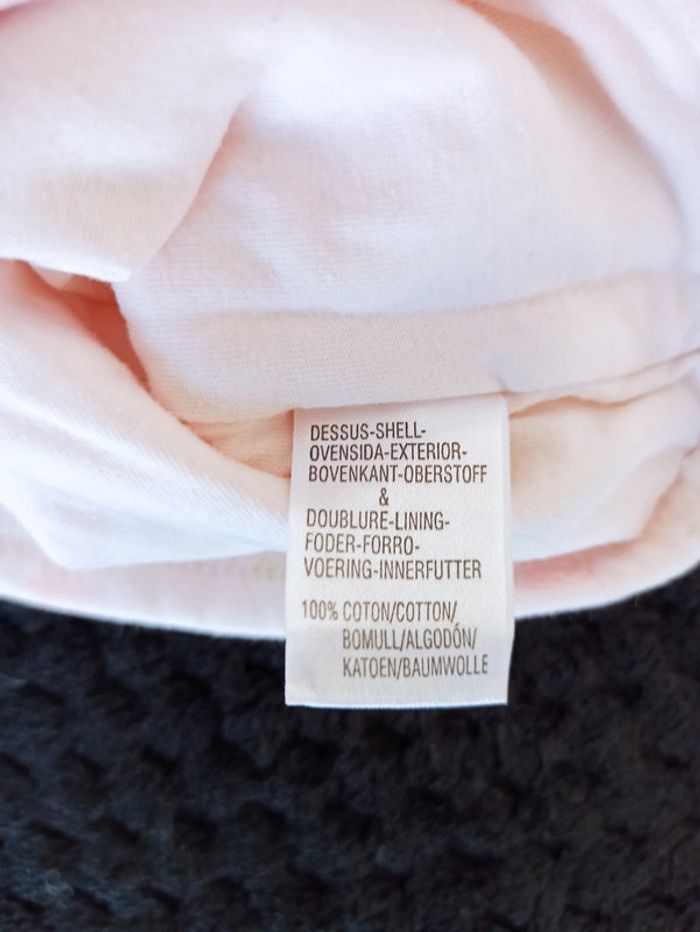 DESSUS-SHELL-
OVENSIDA-EXTERIOR-
BOVENKANT-OBERSTOFF
&
DOUBLURE-LINING-
FODER-FORRO-
VOERING-INNERFUTTER
100% COTON/COTTON/
BOMULL/ALGODÓN/
KATOEN/BAUMWOLLE